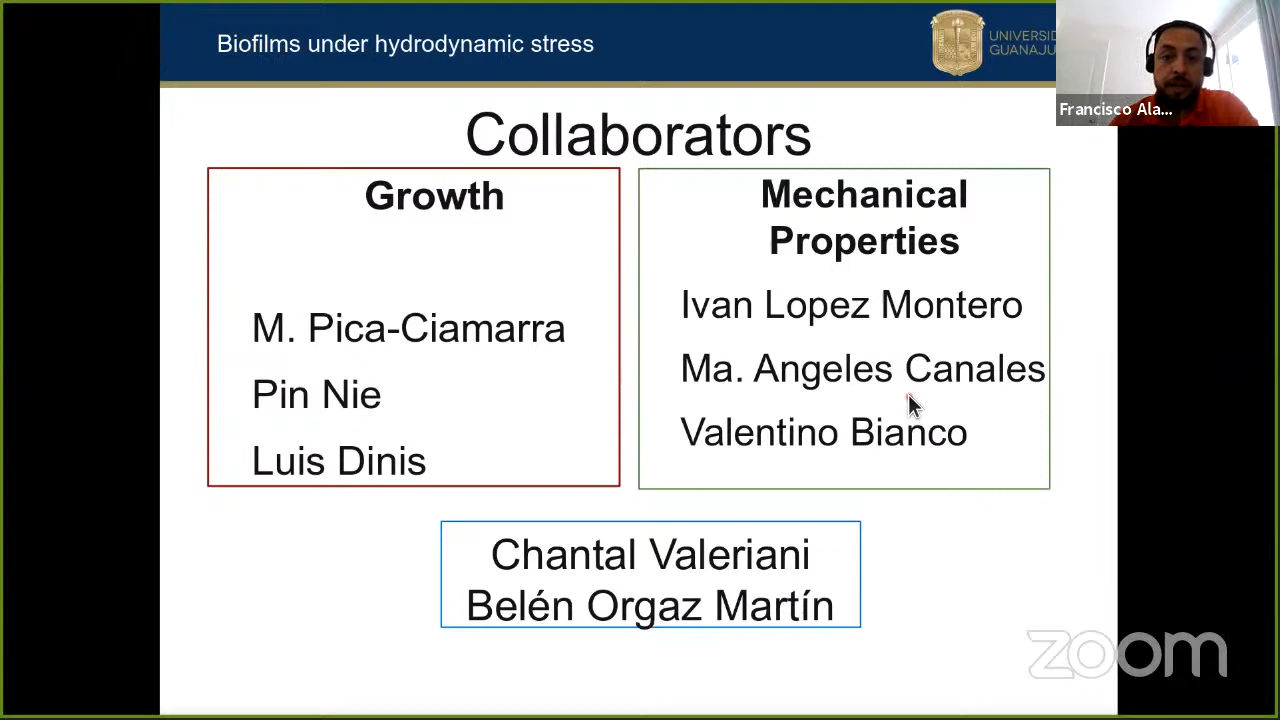 Biofilms under hydrodynamic stress
UNIVERSID
GUANAJU
Francisco Ala...
Collaborators
Growth
M. Pica-Ciamarra
Pin Nie
Luis Dinis
Mechanical
Properties
Ivan Lopez Montero
Ma. Angeles Canales
Valentino Bianco
Chantal Valeriani
Belén Orgaz Martín
zoom